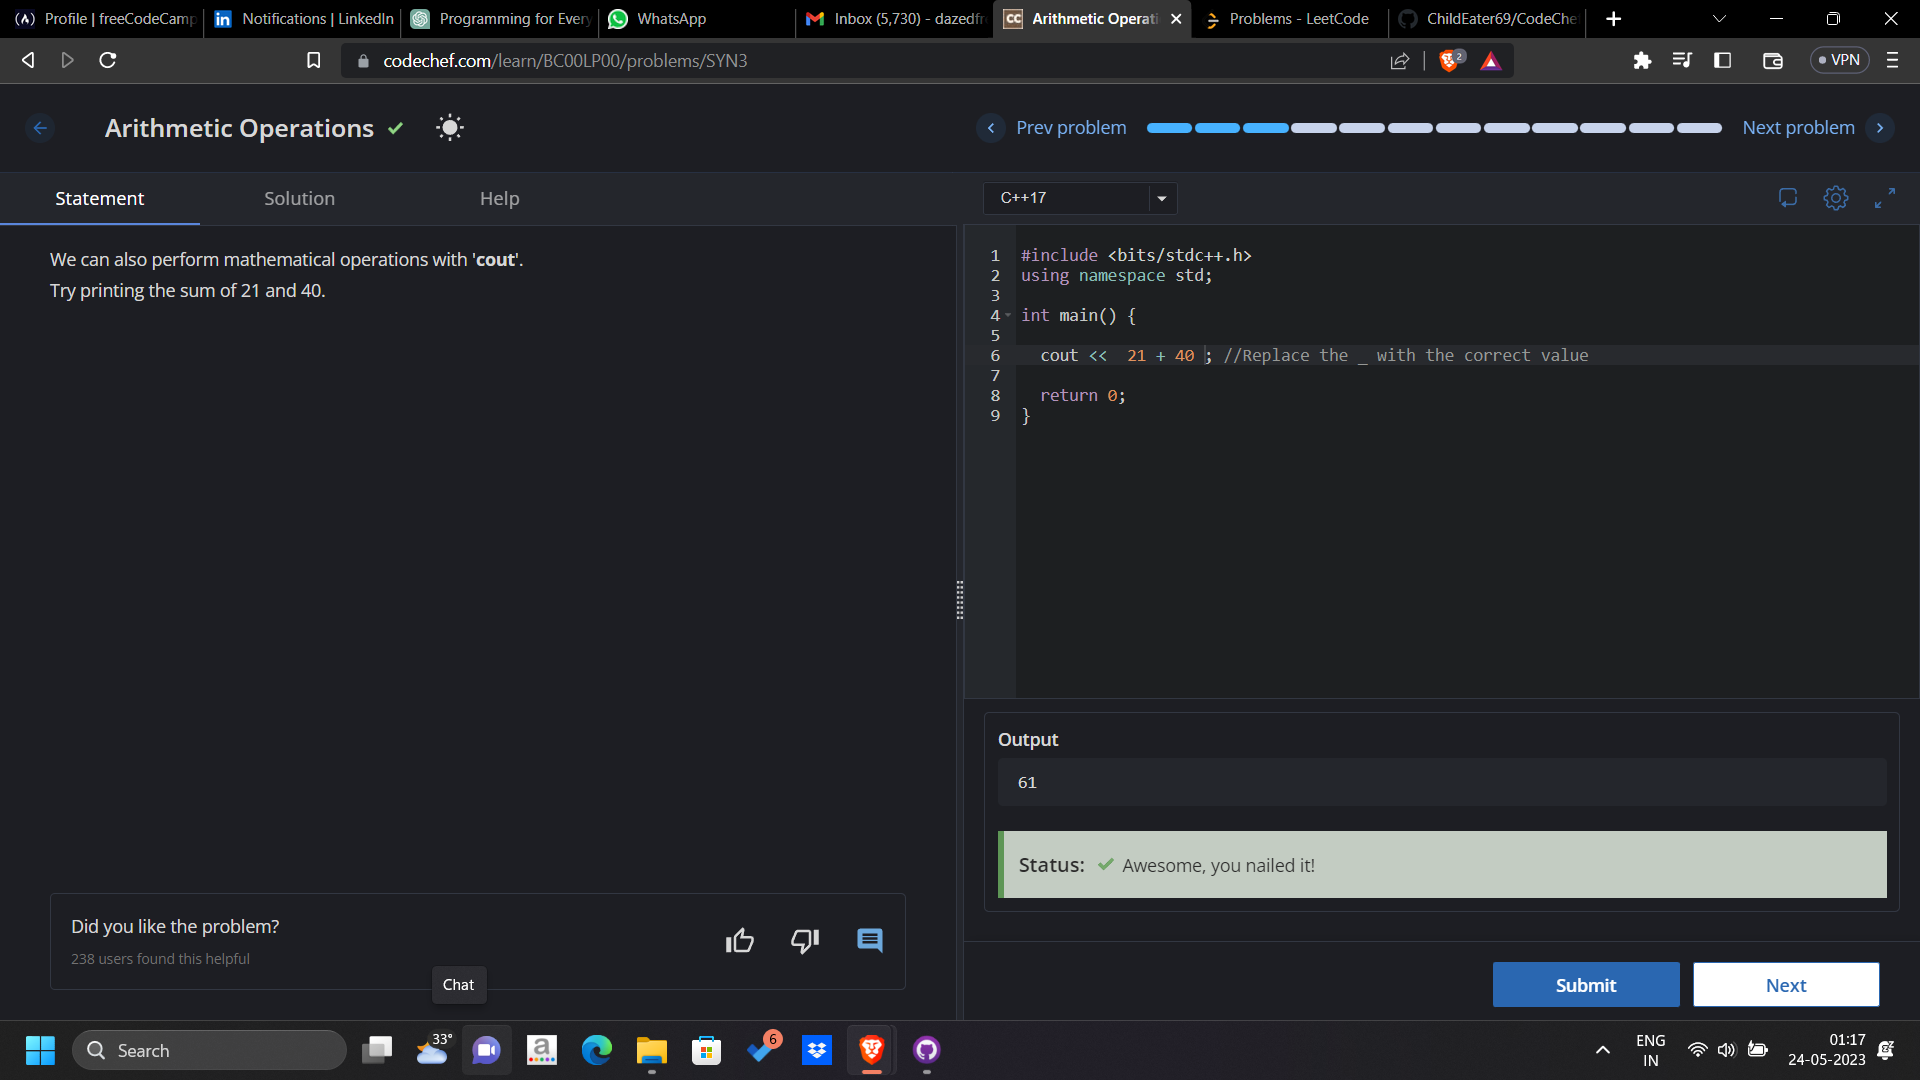 Profile | freeCodeCamp
Notifications | LinkedIn
Programming for Every
WhatsApp
Inbox (5,730) - dazedfr
CC Arithmetic Operati
Problems - LeetCode
ChildEater69/CodeChe
codechef.com/learn/BC00LP00/problems/SYN3
2
VPN
Arithmetic Operations
Prev problem
Next problem
Statement
Solution
Help
C++17
We can also perform mathematical operations with 'cout'.
Try printing the sum of 21 and 40.
1 #include <bits/stdc++.h>
2 using namespace std;
3
4 int main() {
5
6 cout <<  21 + 40 ; //Replace the _ with the correct value
7
8 return 0;
9 }
Output
61
Status: Awesome, you nailed it!
Did you like the problem?
238 users found this helpful
Chat
Submit
Next
Search
33°
a
6
ENG
IN
01:17
24-05-2023